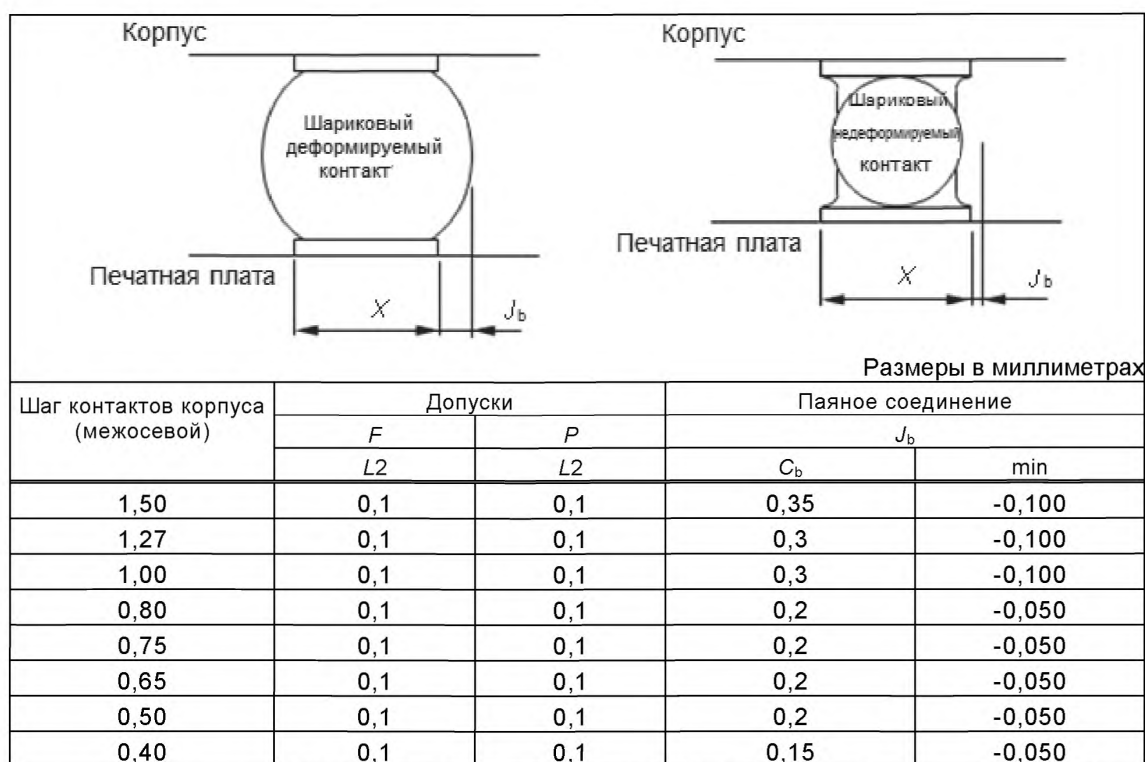 Корпус Корпус
Шариковый
деформируемый
контакт
Шариковый
недеформируемый
контакт
Печатная плата Печатная плата
X Jb X Jb
Размеры в миллиметрах
Шаг контактов корпуса Допуски Паяное соединение
(межосевой) F P Jb
L2 L2 Cb min
1,50 0,1 0,1 0,35 -0,100
1,27 0,1 0,1 0,3 -0,100
1,00 0,1 0,1 0,3 -0,100
0,80 0,1 0,1 0,2 -0,050
0,75 0,1 0,1 0,2 -0,050
0,65 0,1 0,1 0,2 -0,050
0,50 0,1 0,1 0,2 -0,050
0,40 0,1 0,1 0,15 -0,050